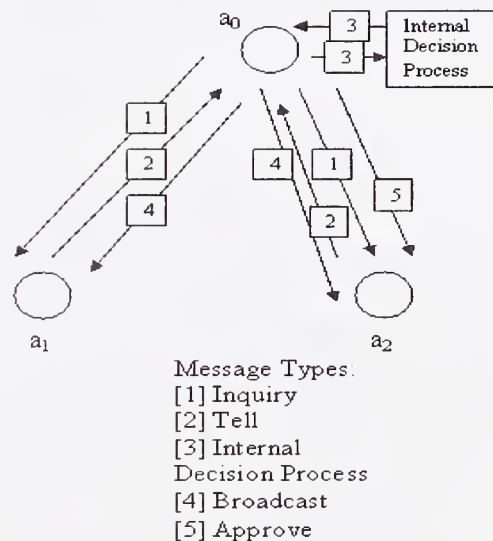 a0
3
3
Internal
Decision
Process
1
2
4
4
1
2
5
a1
a2
Message Types:
[1] Inquiry
[2] Tell
[3] Internal
Decision Process
[4] Broadcast
[5] Approve